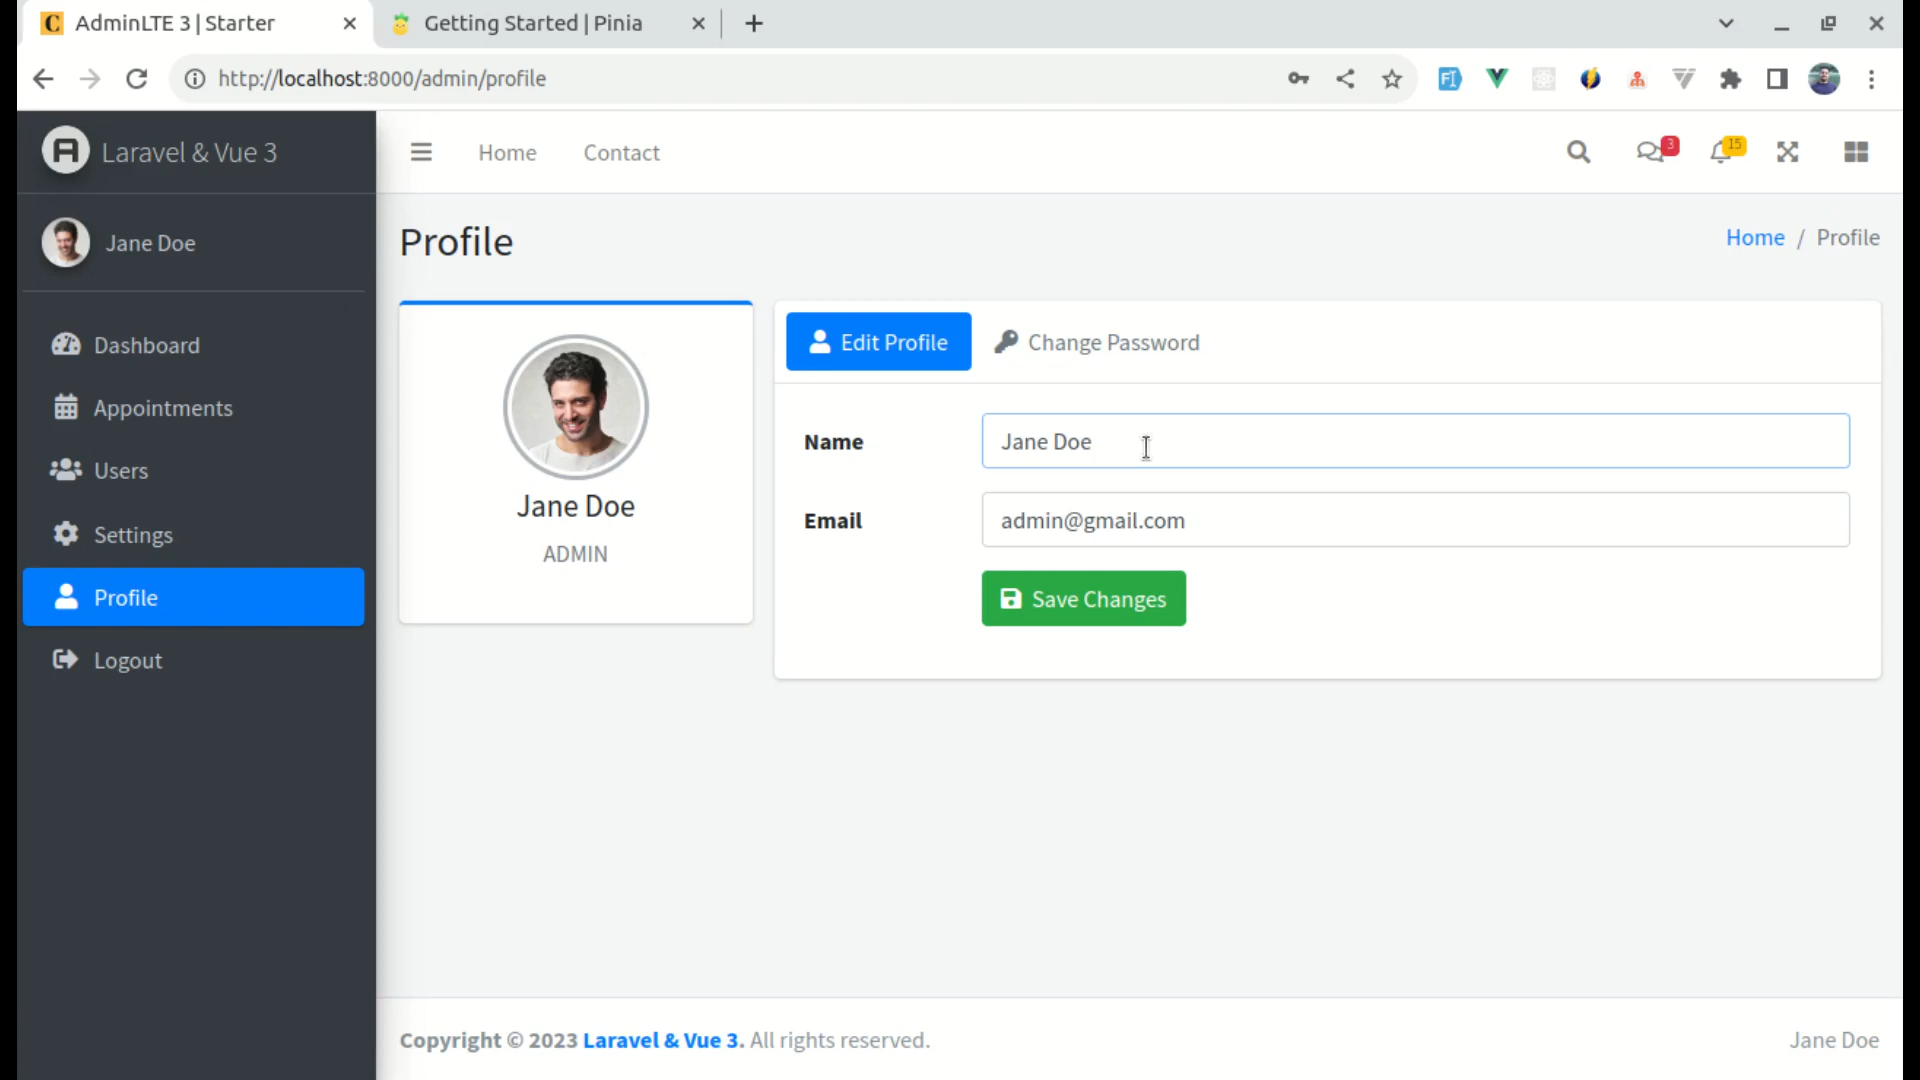 AdminLTE 3 | Starter
Getting Started | Pinia
http://localhost:8000/admin/profile
Laravel & Vue 3
Home
Contact
3
15
Jane Doe
Profile
Home / Profile
Dashboard
Appointments
Users
Settings
Profile
Logout
Jane Doe
ADMIN
Edit Profile
Change Password
Name
Jane Doe
Email
admin@gmail.com
Save Changes
Copyright © 2023 Laravel & Vue 3. All rights reserved.
Jane Doe